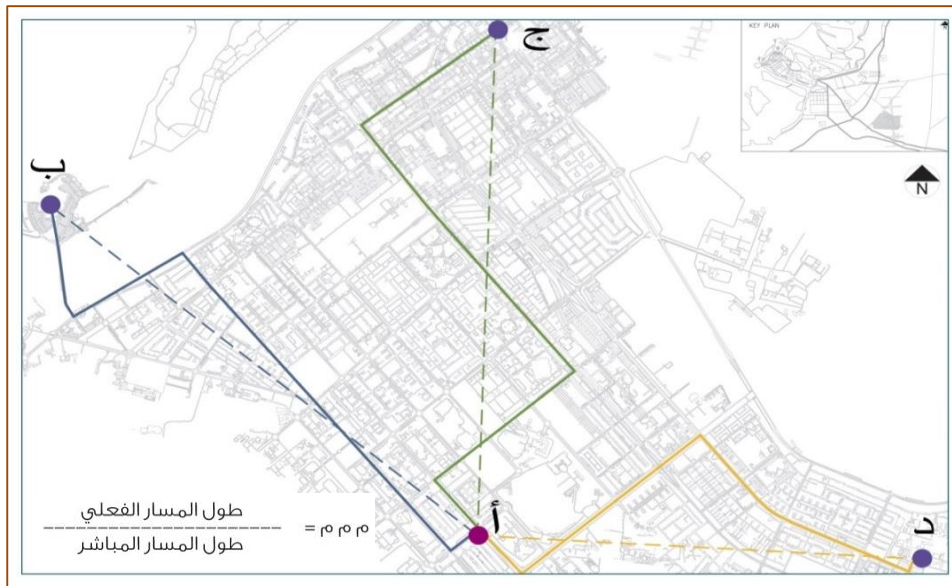 ج
KEY PLAN
ب
N
أ
د
م م م =
طول المسار الفعلي
طول المسار المباشر